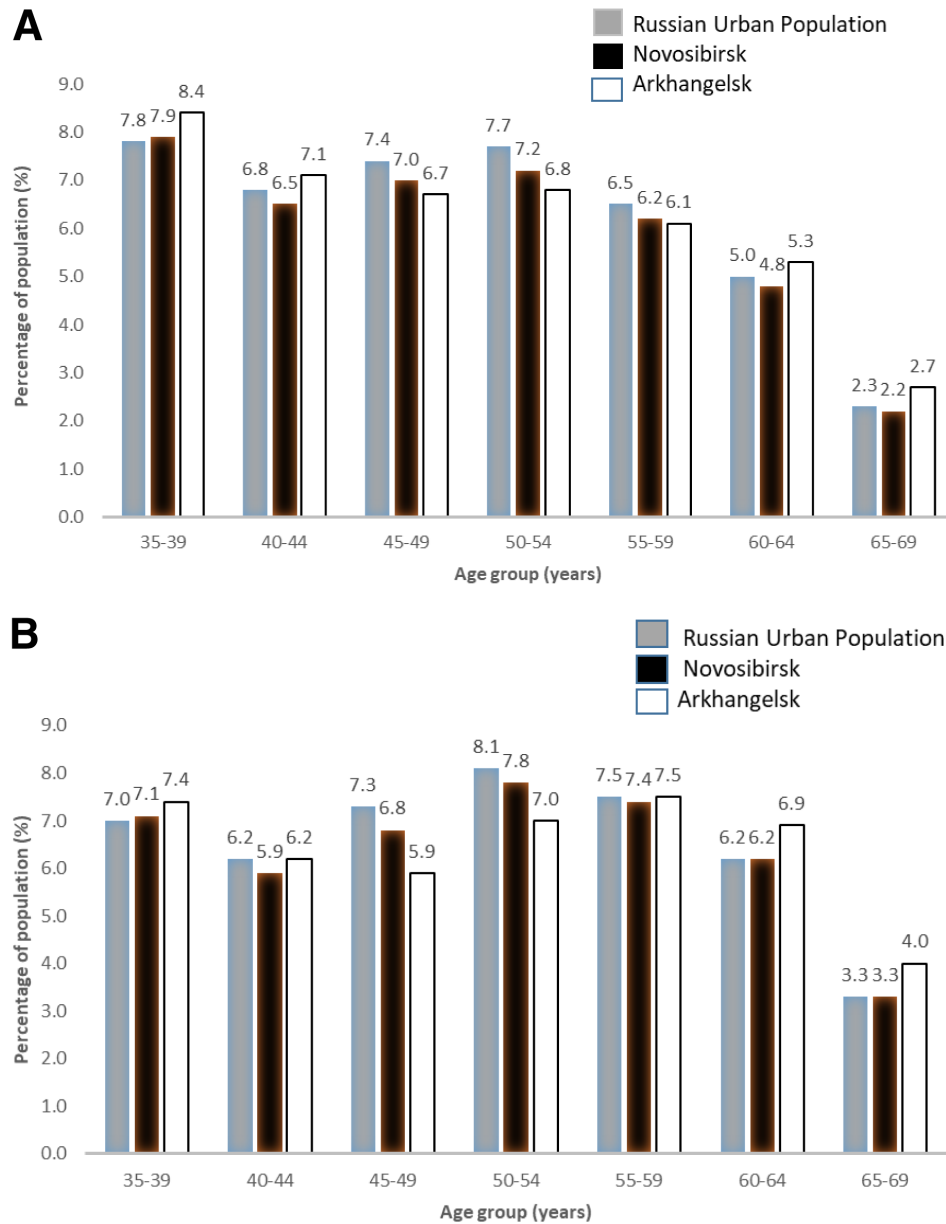 A
Russian Urban Population
Novosibirsk
Arkhangelsk
Percentage of population (%)
9.0
8.0
7.0
6.0
5.0
4.0
3.0
2.0
1.0
0.0
7.8 7.9 8.4
6.8 6.5 7.1
7.4 7.0 6.7
7.7 7.2 6.8
6.5 6.2 6.1
5.0 4.8 5.3
2.3 2.2 2.7
35-39 40-44 45-49 50-54 55-59 60-64 65-69
Age group (years)
B
Russian Urban Population
Novosibirsk
Arkhangelsk
Percentage of population (%)
9.0
8.0
7.0
6.0
5.0
4.0
3.0
2.0
1.0
0.0
7.0 7.1 7.4
6.2 5.9 6.2
7.3 6.8 5.9
8.1 7.8 7.0
7.5 7.4 7.5
6.2 6.2 6.9
3.3 3.3 4.0
35-39 40-44 45-49 50-54 55-59 60-64 65-69
Age group (years)